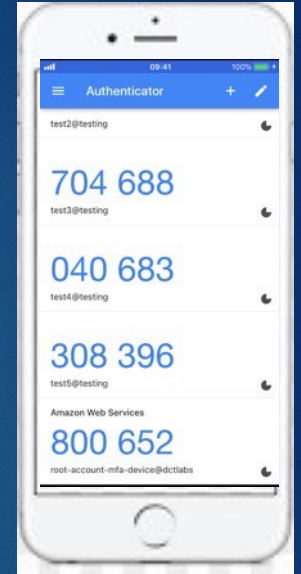 09:41 100%
Authenticator
test2@testing
704 688
test3@testing
040 683
test4@testing
308 396
test5@testing
Amazon Web Services
800 652
root-account-mfa-device@dctlabs